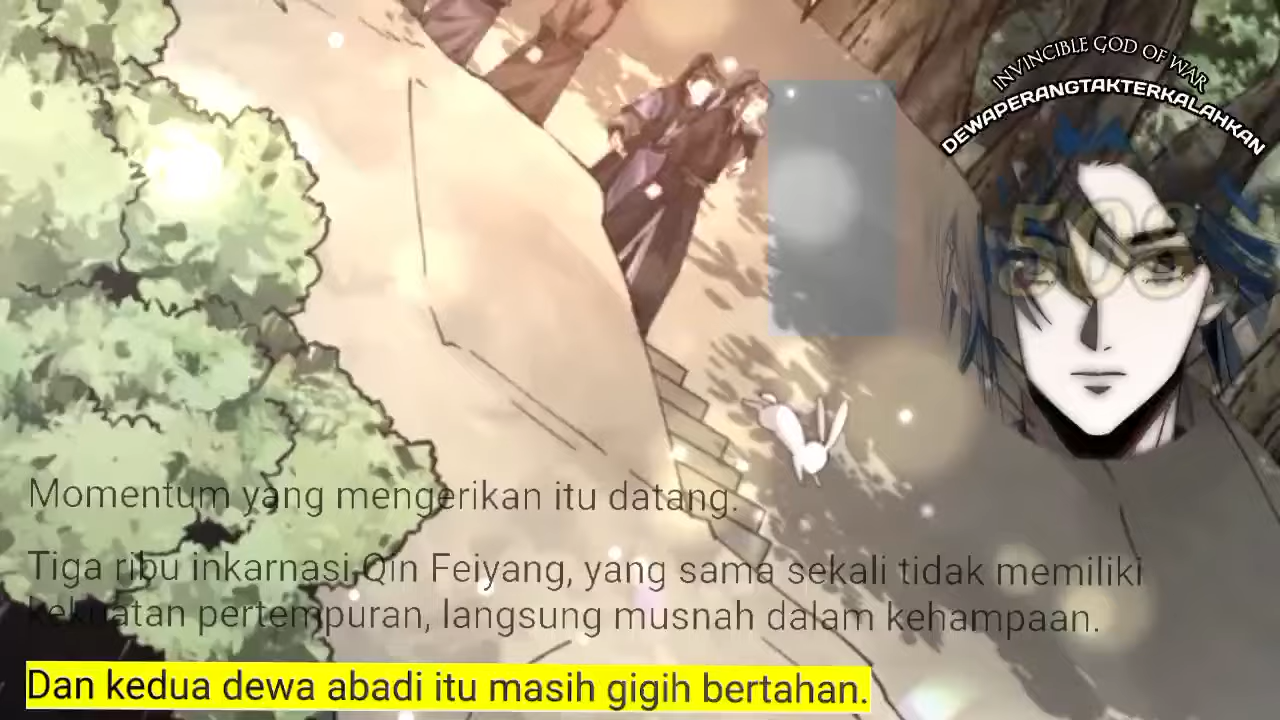 INVINCIBLE GOD OF WAR
DEWAPERANGTAKTERKALAHKAN
Momentum yang mengerikan itu datang.
Tiga ribu inkarnasi Qin Feiyang, yang sama sekali tidak memiliki
kekuatan pertempuran, langsung musnah dalam kehampaan.
Dan kedua dewa abadi itu masih gigih bertahan.